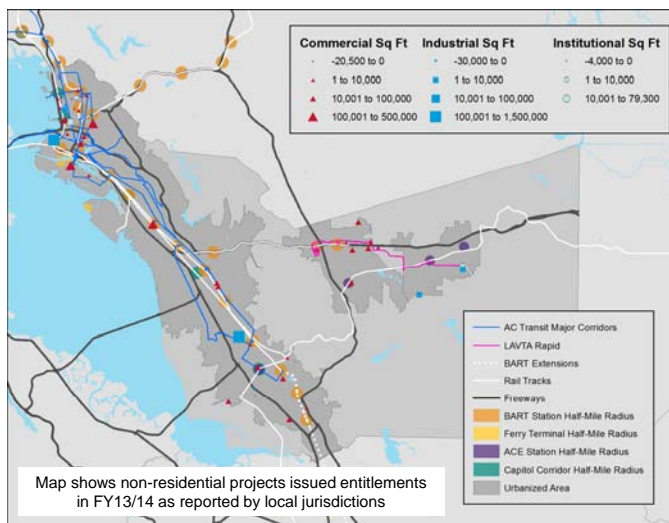 Commercial Sq Ft Industrial Sq Ft Institutional Sq Ft
-20,500 to 0 -30,000 to 0 -4,000 to 0
1 to 10,000 1 to 10,000 1 to 10,000
10,001 to 100,000 10,001 to 100,000 10,001 to 79,300
100,001 to 500,000 100,001 to 1,500,000
AC Transit Major Corridors
LAVTA Rapid
BART Extensions
Rail Tracks
Freeways
BART Station Half-Mile Radius
Ferry Terminal Half-Mile Radius
ACE Station Half-Mile Radius
Capitol Corridor Half-Mile Radius
Urbanized Area
Map shows non-residential projects issued entitlements
in FY13/14 as reported by local jurisdictions